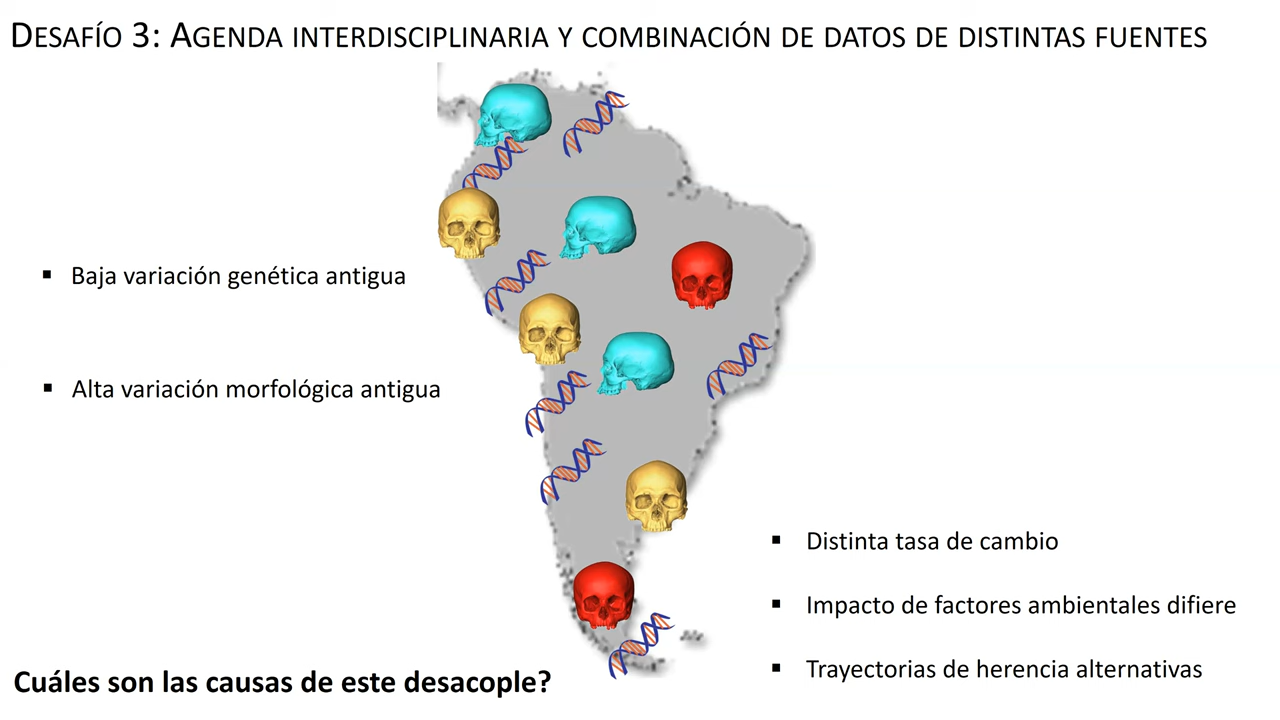 Desafío 3: Agenda interdisciplinaria y combinación de datos de distintas fuentes
▪ Baja variación genética antigua
▪ Alta variación morfológica antigua
▪ Distinta tasa de cambio
▪ Impacto de factores ambientales difiere
▪ Trayectorias de herencia alternativas
Cuáles son las causas de este desacople?